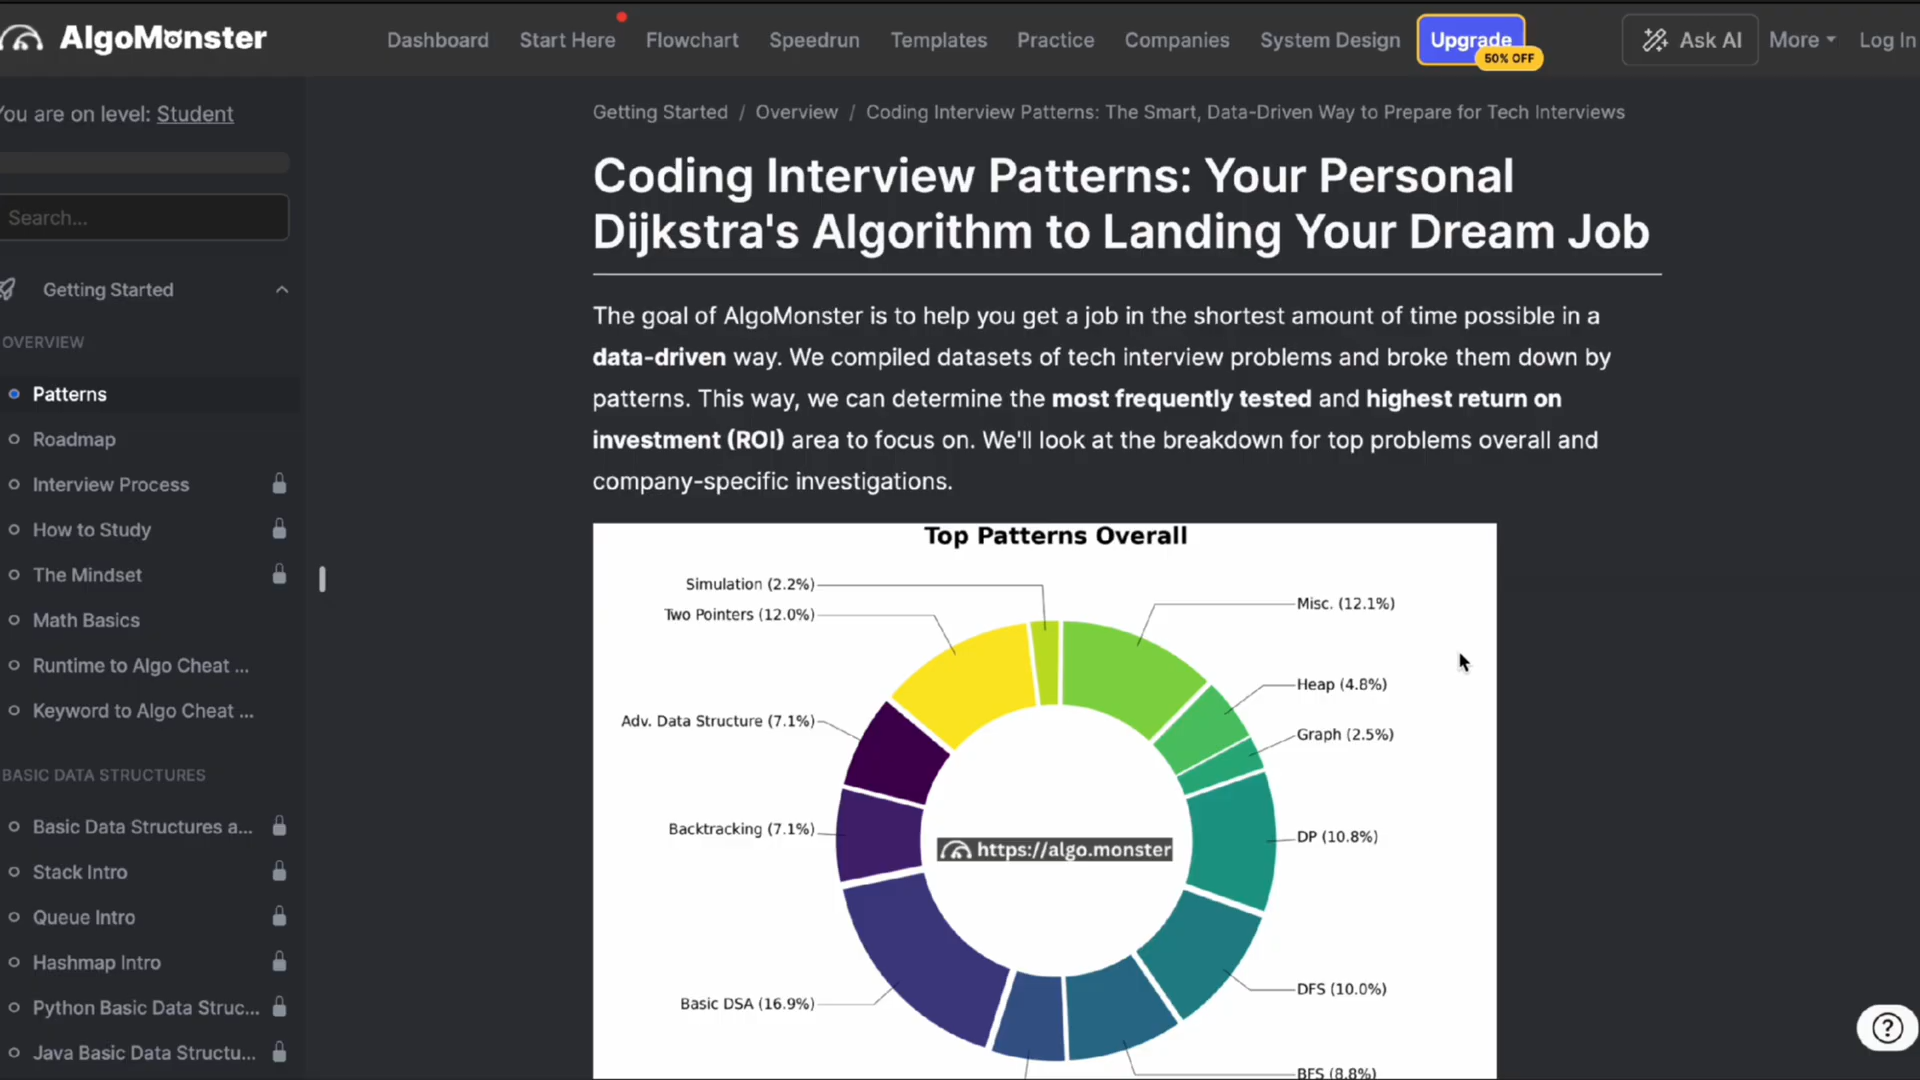 AlgoMonster
Dashboard
Start Here
Flowchart
Speedrun
Templates
Practice
Companies
System Design
Upgrade
50% OFF
Ask AI
More
Log In
You are on level: Student
Search...
Getting Started
OVERVIEW
Patterns
Roadmap
Interview Process
How to Study
The Mindset
Math Basics
Runtime to Algo Cheat ...
Keyword to Algo Cheat ...
BASIC DATA STRUCTURES
Basic Data Structures a...
Stack Intro
Queue Intro
Hashmap Intro
Python Basic Data Struc...
Java Basic Data Structu...
Getting Started / Overview / Coding Interview Patterns: The Smart, Data-Driven Way to Prepare for Tech Interviews
Coding Interview Patterns: Your Personal
Dijkstra's Algorithm to Landing Your Dream Job
The goal of AlgoMonster is to help you get a job in the shortest amount of time possible in a
data-driven way. We compiled datasets of tech interview problems and broke them down by
patterns. This way, we can determine the most frequently tested and highest return on
investment (ROI) area to focus on. We'll look at the breakdown for top problems overall and
company-specific investigations.
Top Patterns Overall
Simulation (2.2%)
Two Pointers (12.0%)
Misc. (12.1%)
Heap (4.8%)
Adv. Data Structure (7.1%)
Graph (2.5%)
Backtracking (7.1%)
DP (10.8%)
https://algo.monster
DFS (10.0%)
Basic DSA (16.9%)
BFS (8.8%)
?